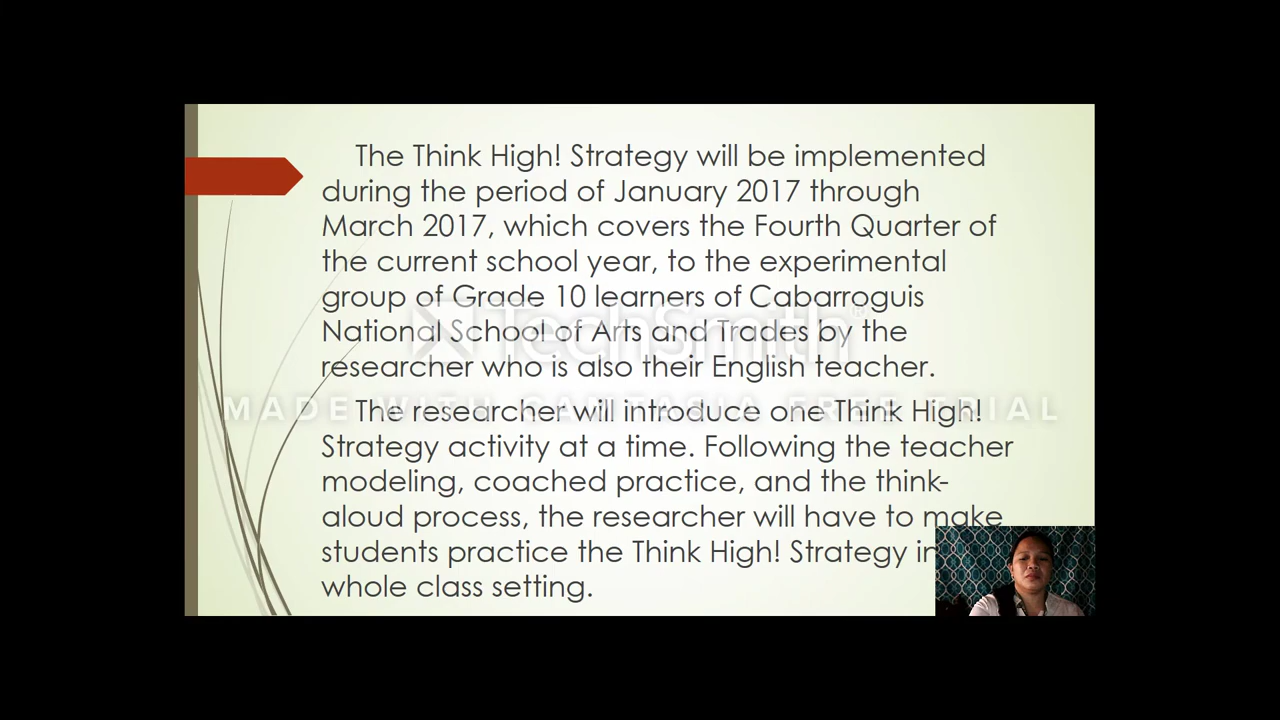 The Think High! Strategy will be implemented
during the period of January 2017 through
March 2017, which covers the Fourth Quarter of
the current school year, to the experimental
group of Grade 10 learners of Cabarroguis
National School of Arts and Trades by the
researcher who is also their English teacher.
TechSmith®
MADE WITH CAMTASIA FREE TRIAL
The researcher will introduce one Think High!
Strategy activity at a time. Following the teacher
modeling, coached practice, and the think-
aloud process, the researcher will have to make
students practice the Think High! Strategy in
whole class setting.